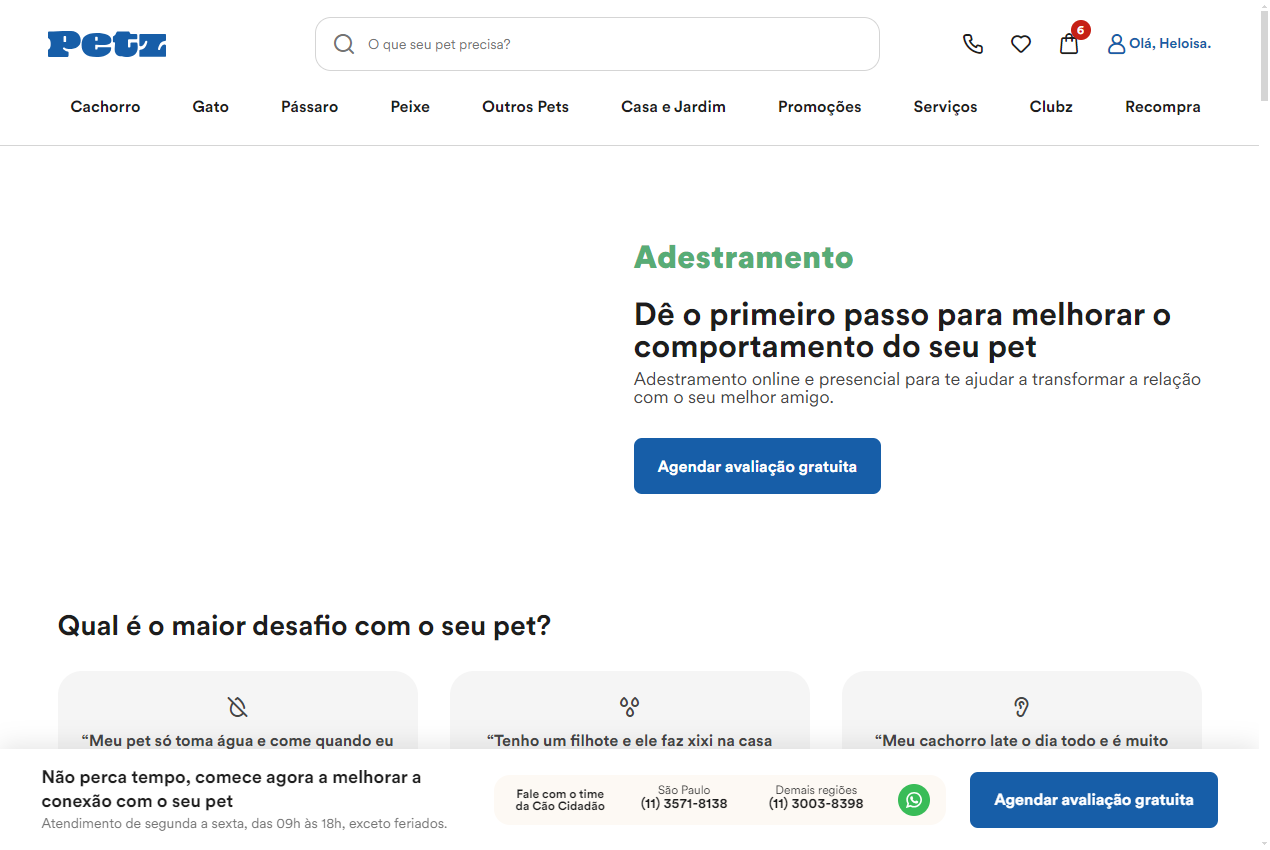 Petz
O que seu pet precisa?
6
Olá, Heloisa.
Cachorro
Gato
Pássaro
Peixe
Outros Pets
Casa e Jardim
Promoções
Serviços
Clubz
Recompra
Adestramento
Dê o primeiro passo para melhorar o
comportamento do seu pet
Adestramento online e presencial para te ajudar a transformar a relação
com o seu melhor amigo.
Agendar avaliação gratuita
Qual é o maior desafio com o seu pet?
“Meu pet só toma água e come quando eu
“Tenho um filhote e ele faz xixi na casa
“Meu cachorro late o dia todo e é muito
Não perca tempo, comece agora a melhorar a
conexão com o seu pet
Atendimento de segunda a sexta, das 09h às 18h, exceto feriados.
Fale com o time
da Cão Cidadão
São Paulo
(11) 3571-8138
Demais regiões
(11) 3003-8398
Agendar avaliação gratuita